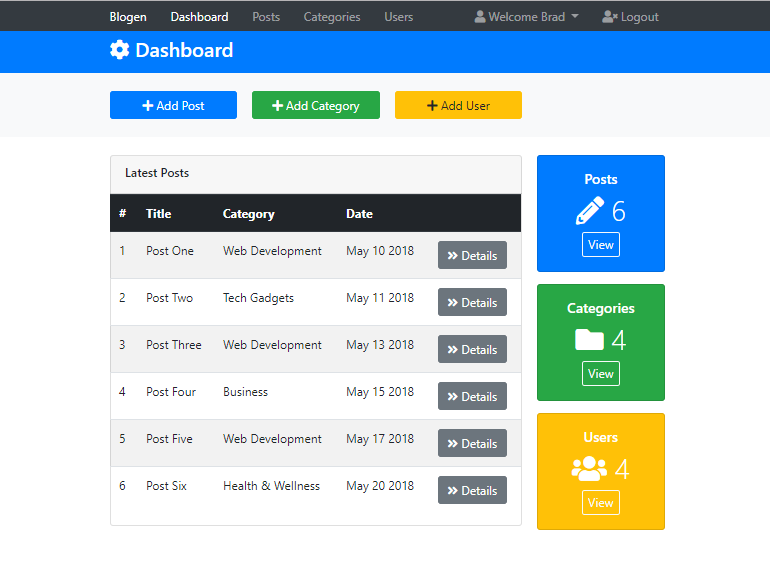 Blogen Dashboard Posts Categories Users Welcome Brad Logout
Dashboard
Add Post Add Category Add User
Latest Posts
# Title Category Date
1 Post One Web Development May 10 2018 Details
2 Post Two Tech Gadgets May 11 2018 Details
3 Post Three Web Development May 13 2018 Details
4 Post Four Business May 15 2018 Details
5 Post Five Web Development May 17 2018 Details
6 Post Six Health & Wellness May 20 2018 Details
Posts
6
View
Categories
4
View
Users
4
View